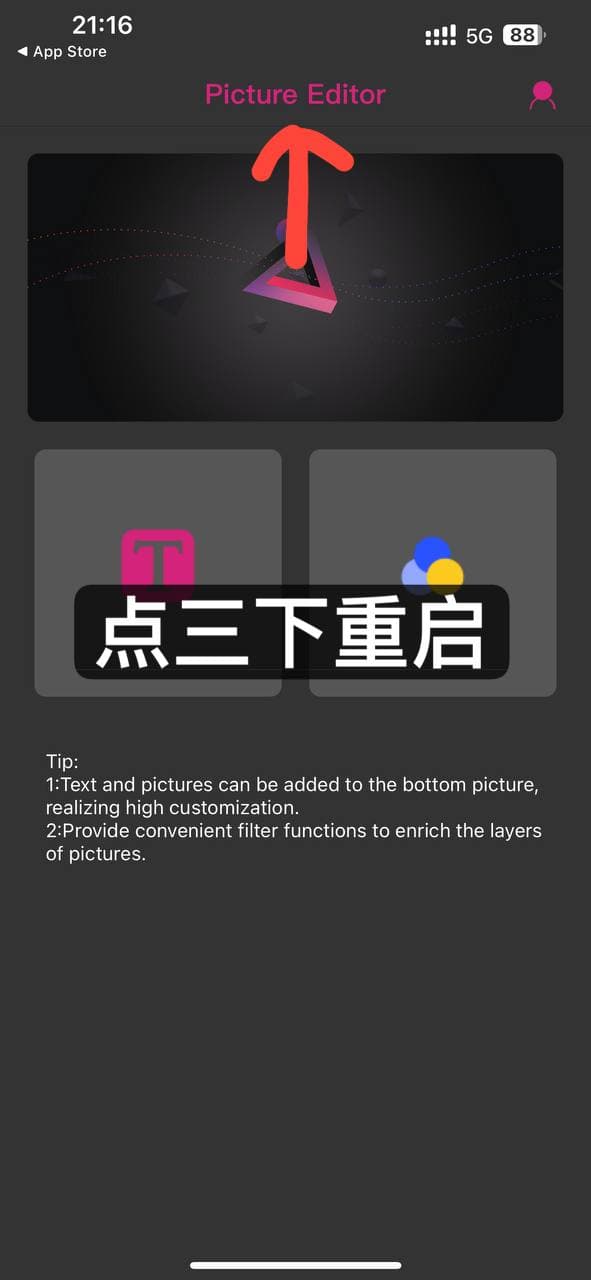 21:16
5G
88
◀ App Store
Picture Editor
T
点三下重启
Tip:
1:Text and pictures can be added to the bottom picture,
realizing high customization.
2:Provide convenient filter functions to enrich the layers
of pictures.